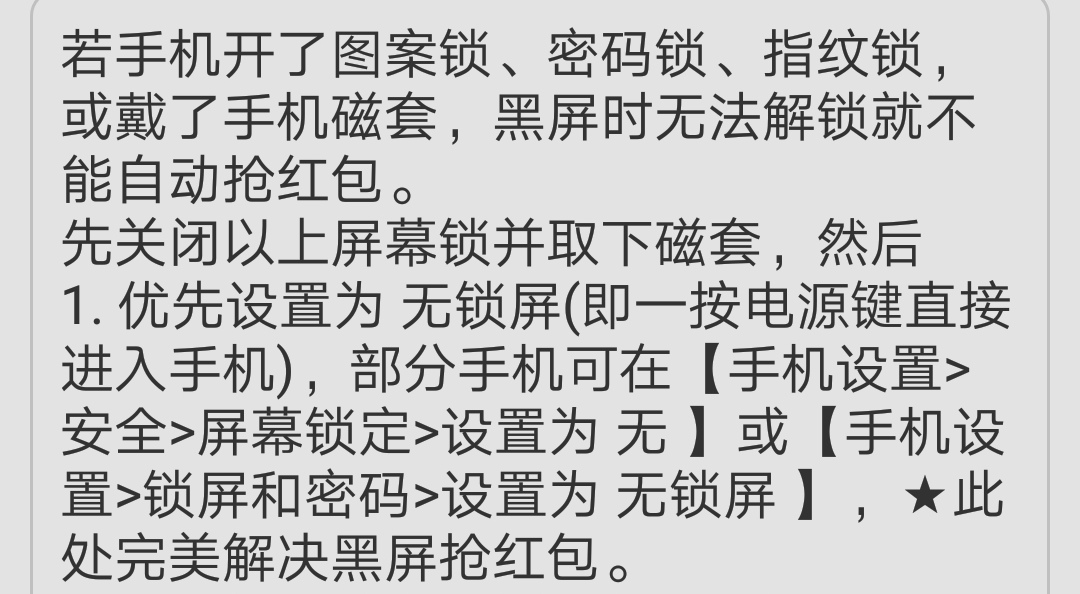 若手机开了图案锁、密码锁、指纹锁，
或戴了手机磁套，黑屏时无法解锁就不
能自动抢红包。
先关闭以上屏幕锁并取下磁套，然后
1. 优先设置为 无锁屏(即一按电源键直接
进入手机)，部分手机可在【手机设置>
安全>屏幕锁定>设置为 无 】或【手机设
置>锁屏和密码>设置为 无锁屏 】，★此
处完美解决黑屏抢红包。